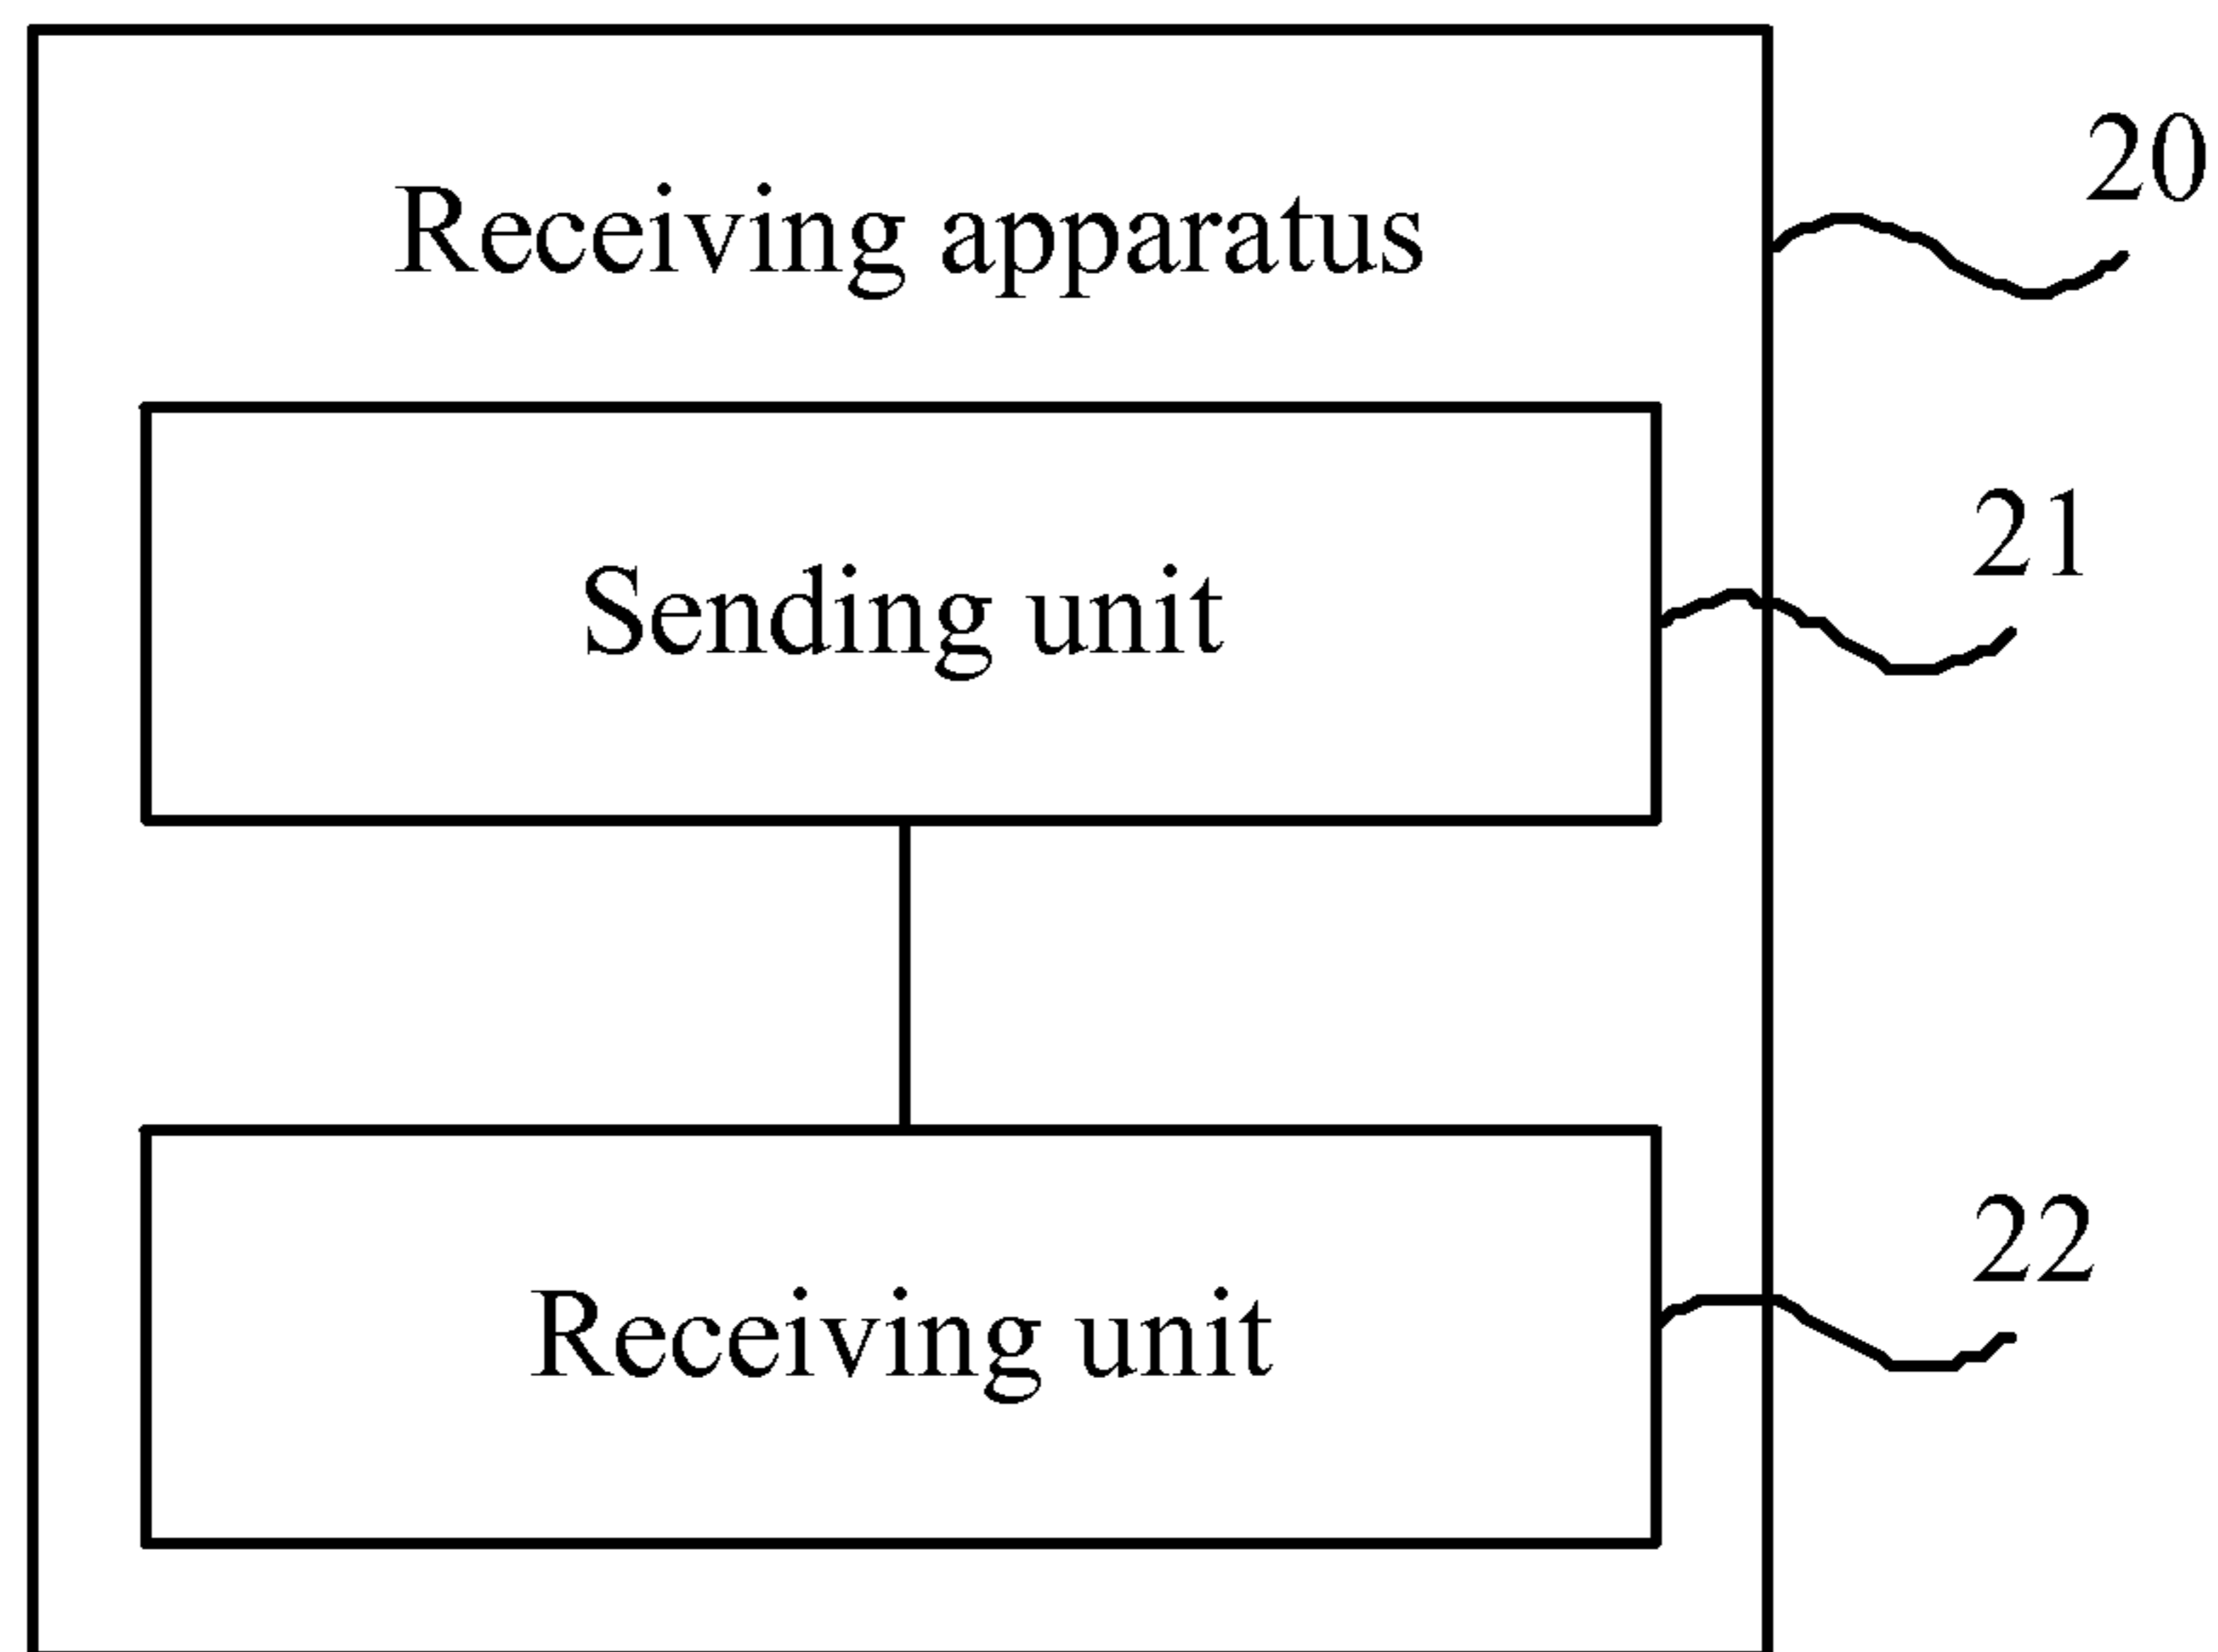 Receiving apparatus
20
Sending unit
21
Receiving unit
22